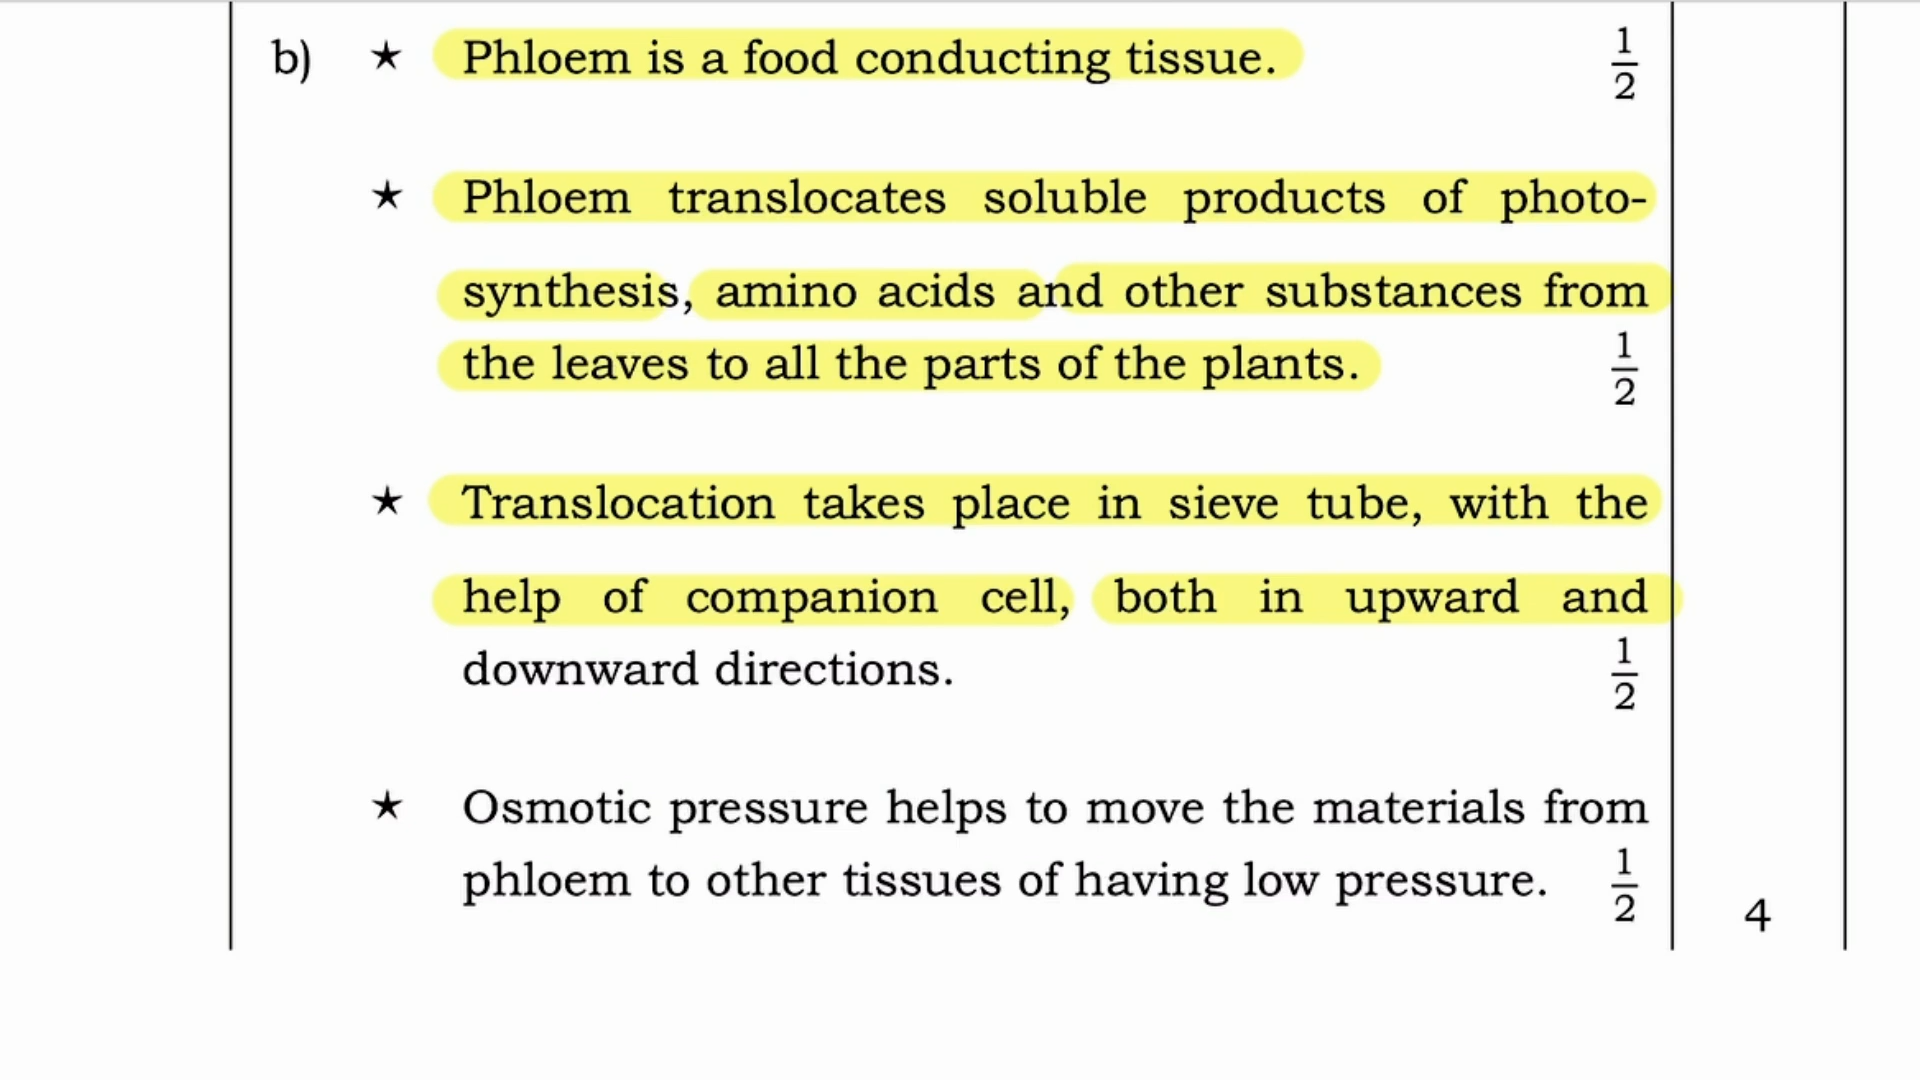 b) ★ Phloem is a food conducting tissue. 1/2
★ Phloem translocates soluble products of photo-
synthesis, amino acids and other substances from
the leaves to all the parts of the plants. 1/2
★ Translocation takes place in sieve tube, with the
help of companion cell, both in upward and
downward directions. 1/2
★ Osmotic pressure helps to move the materials from
phloem to other tissues of having low pressure. 1/2 4